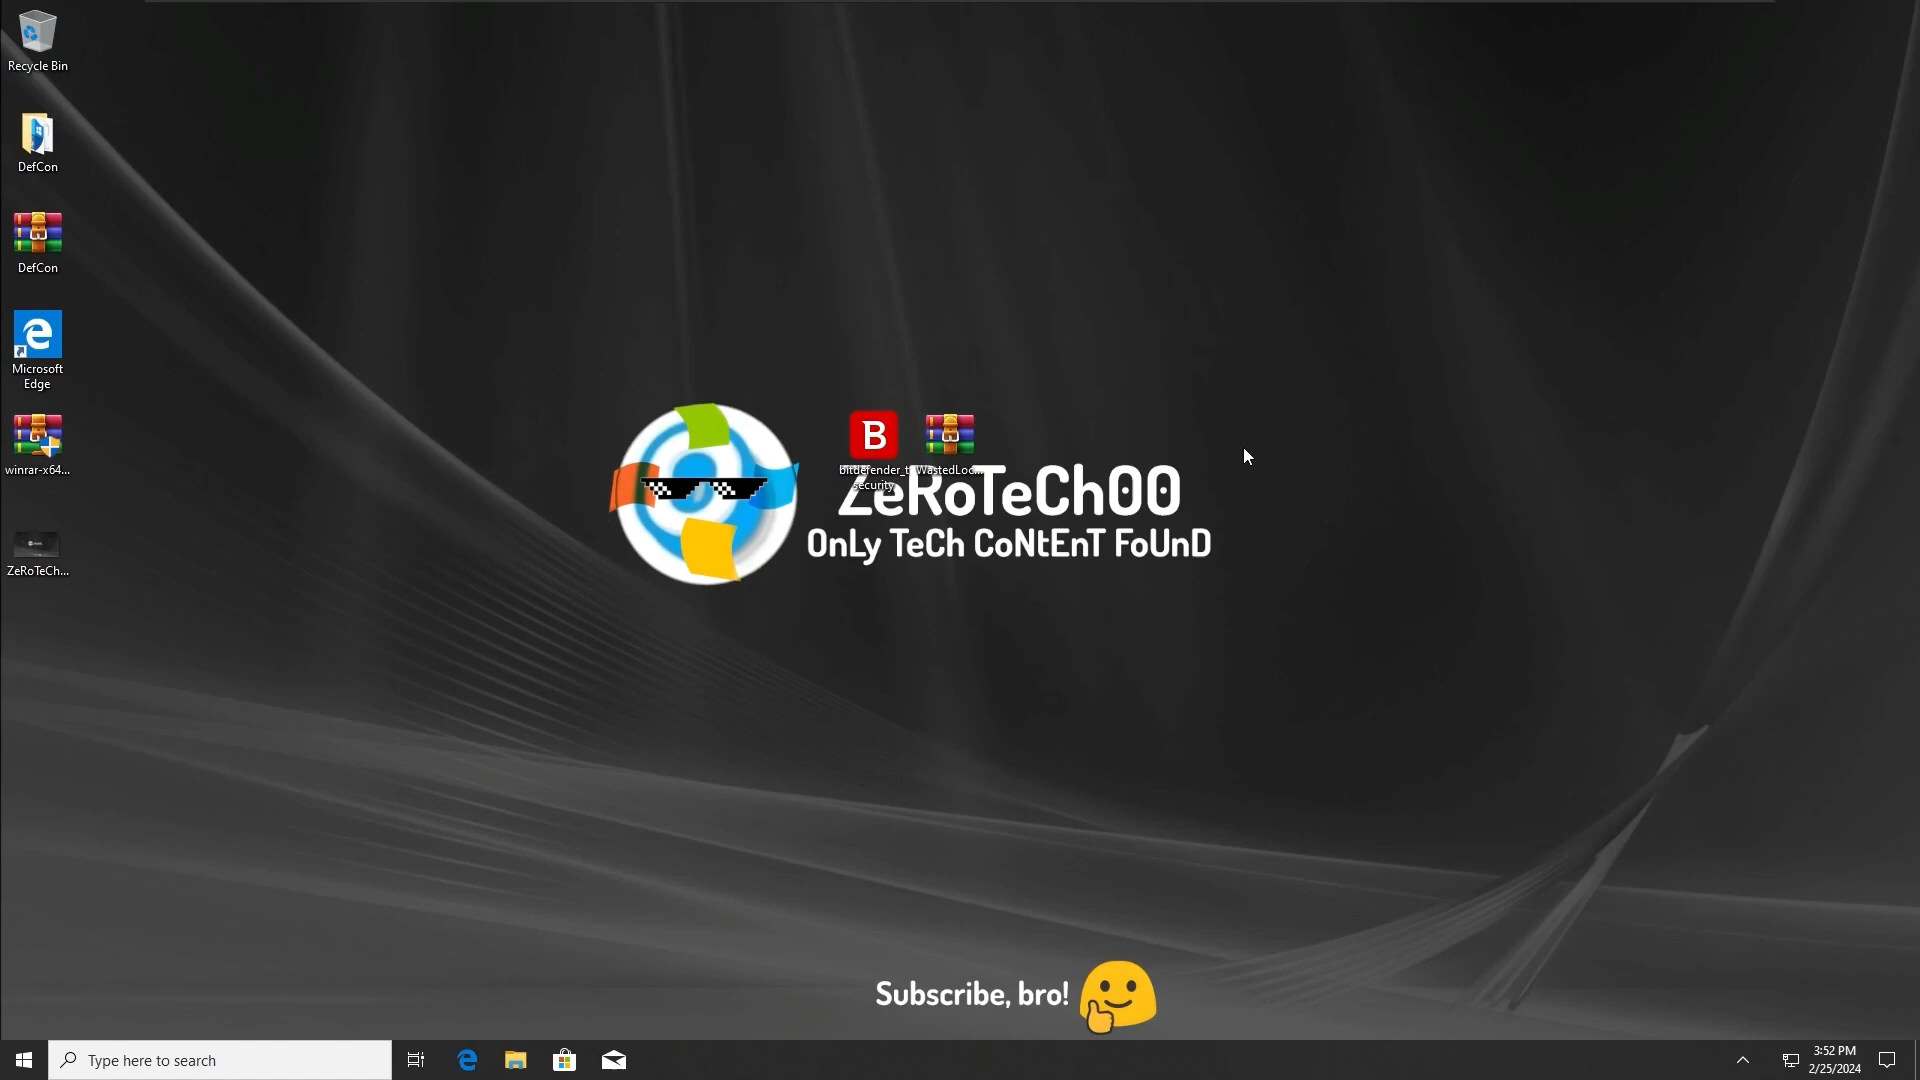 Recycle Bin
DefCon
DefCon
Microsoft
Edge
winrar-x64...
ZeRoTeCh...
B
WastedLoc...
security
ZeRoTeCh00
OnLy TeCh CoNtEnT FoUnD
Subscribe, bro!
Type here to search
3:52 PM
2/25/2024